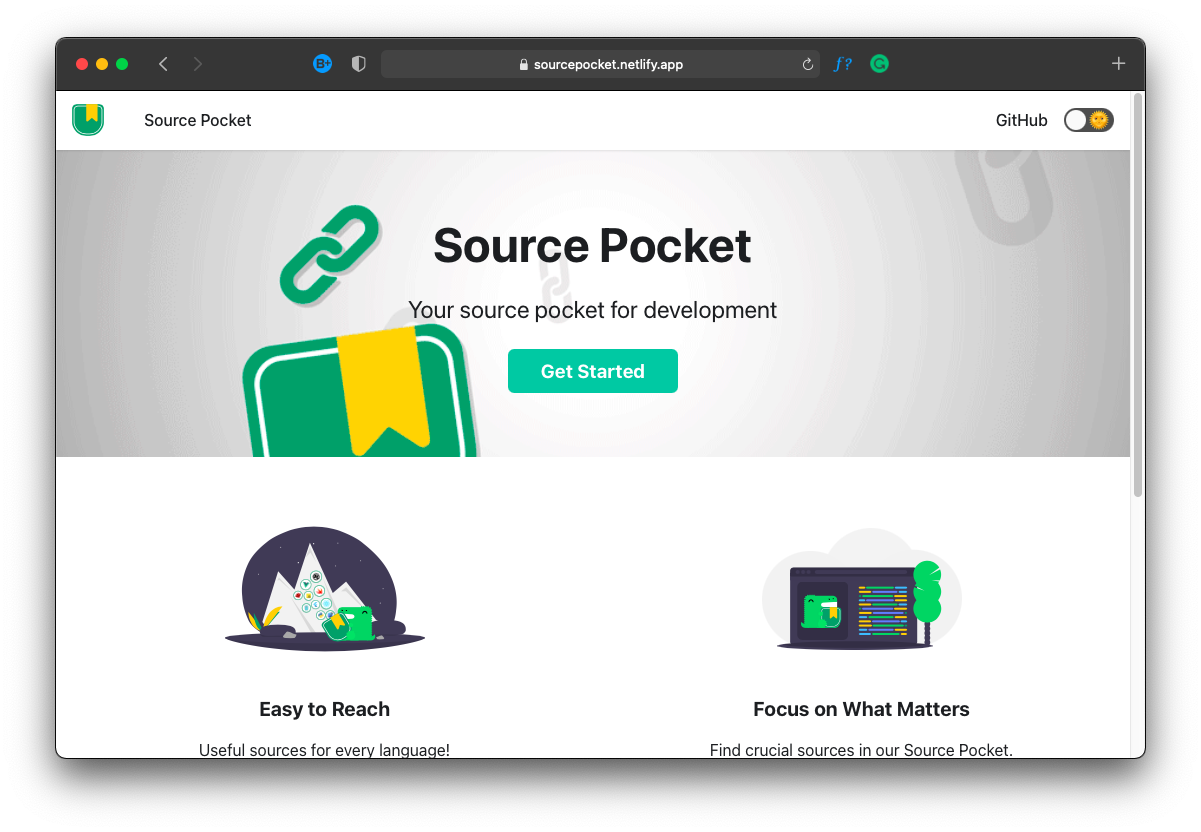 B+
sourcepocket.netlify.app
ƒ?
Source Pocket
GitHub
Source Pocket
Your source pocket for development
Get Started
Easy to Reach
Focus on What Matters
Useful sources for every language!
Find crucial sources in our Source Pocket.